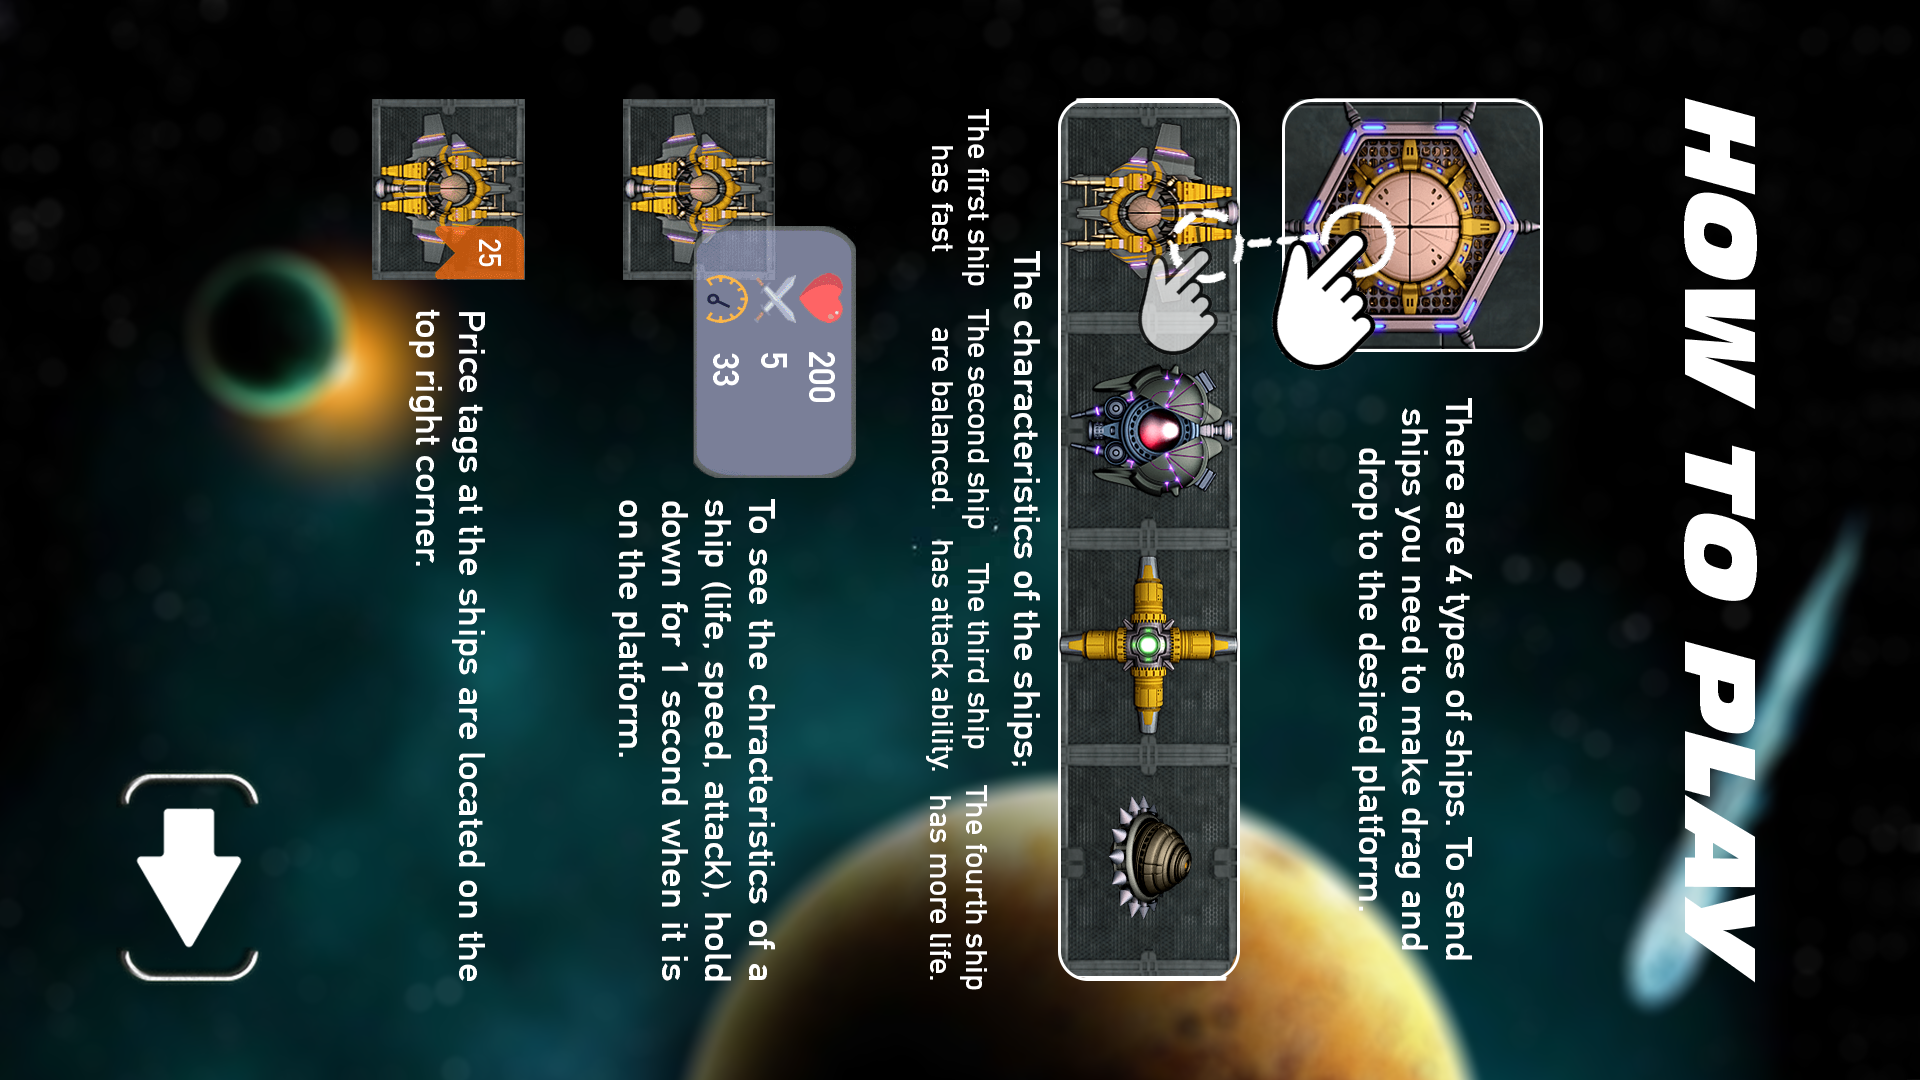 HOW TO PLAY
There are 4 types of ships. To send
ships you need to make drag and
drop to the desired platform.
The characteristics of the ships;
The first ship
has fast
The second ship
are balanced.
The third ship
has attack ability.
The fourth ship
has more life.
200
5
33
To see the chracteristics of a
ship (life, speed, attack), hold
down for 1 second when it is
on the platform.
25
Price tags at the ships are located on the
top right corner.